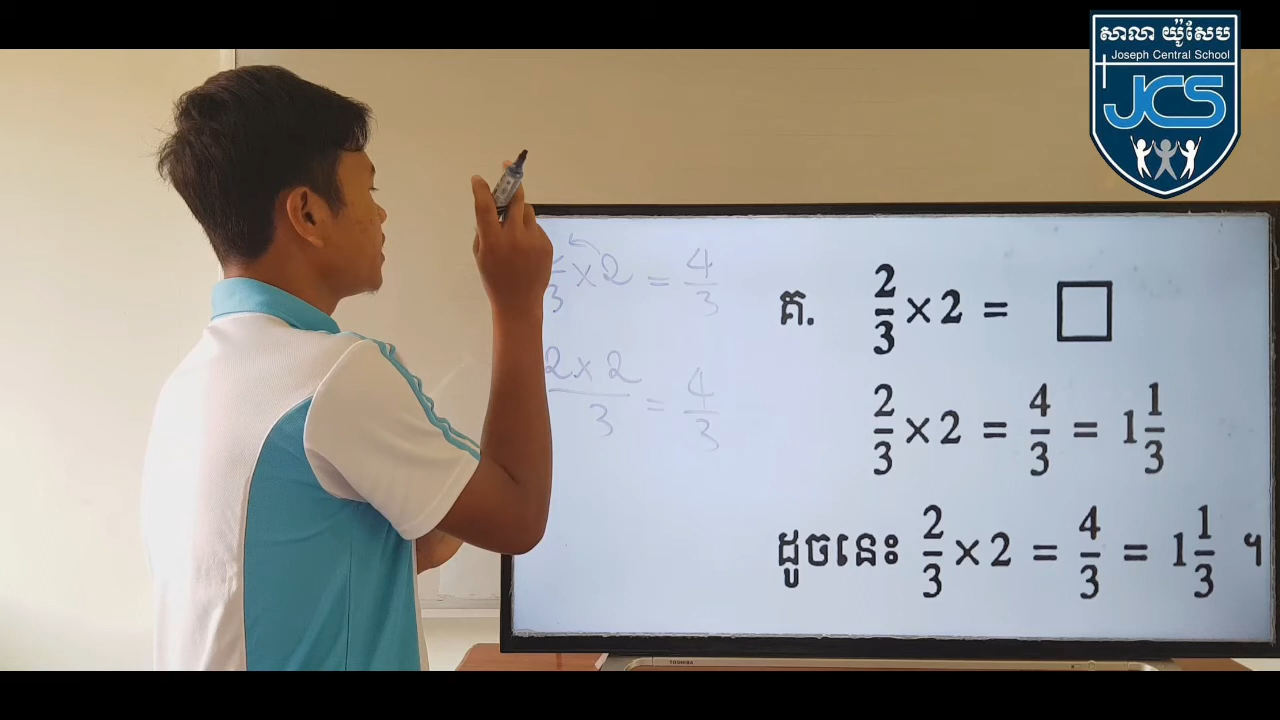 សាលា យ៉ូសែប
Joseph Central School
JCS
× 2 = 4/3
2 × 2 / 3 = 4/3
គ. 2/3 × 2 = □
2/3 × 2 = 4/3 = 1 1/3
ដូចនេះ 2/3 × 2 = 4/3 = 1 1/3 ។
TOSHIBA